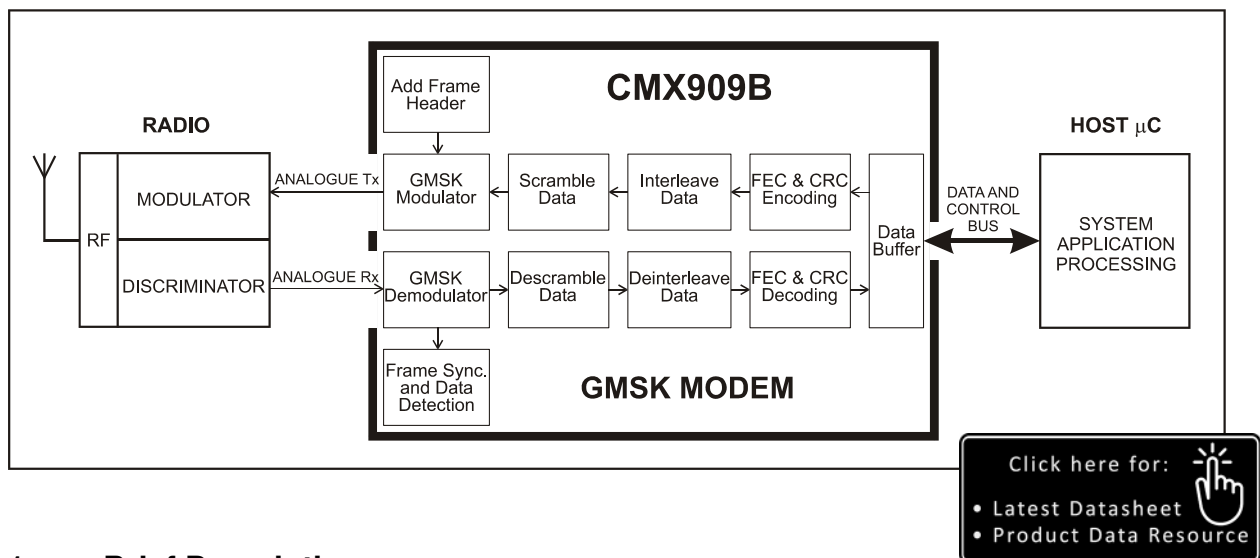 CMX909B
Add Frame
Header
RADIO
HOST μC
RF
MODULATOR
ANALOGUE Tx
GMSK
Modulator
Scramble
Data
Interleave
Data
FEC & CRC
Encoding
Data
Buffer
DATA AND
CONTROL
BUS
SYSTEM
APPLICATION
PROCESSING
DISCRIMINATOR
ANALOGUE Rx
GMSK
Demodulator
Descramble
Data
Deinterleave
Data
FEC & CRC
Decoding
Frame Sync.
and Data
Detection
GMSK MODEM
Click here for:
• Latest Datasheet
• Product Data Resource